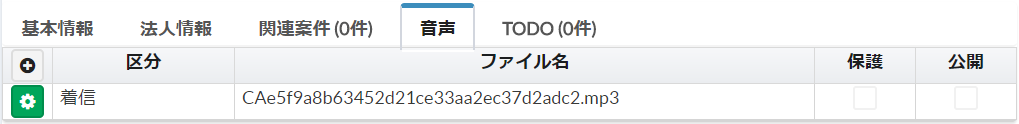 基本情報 法人情報 関連案件 (0件) 音声 TODO (0件)
区分 ファイル名 保護 公開
着信 CAe5f9a8b63452d21ce33aa2ec37d2adc2.mp3